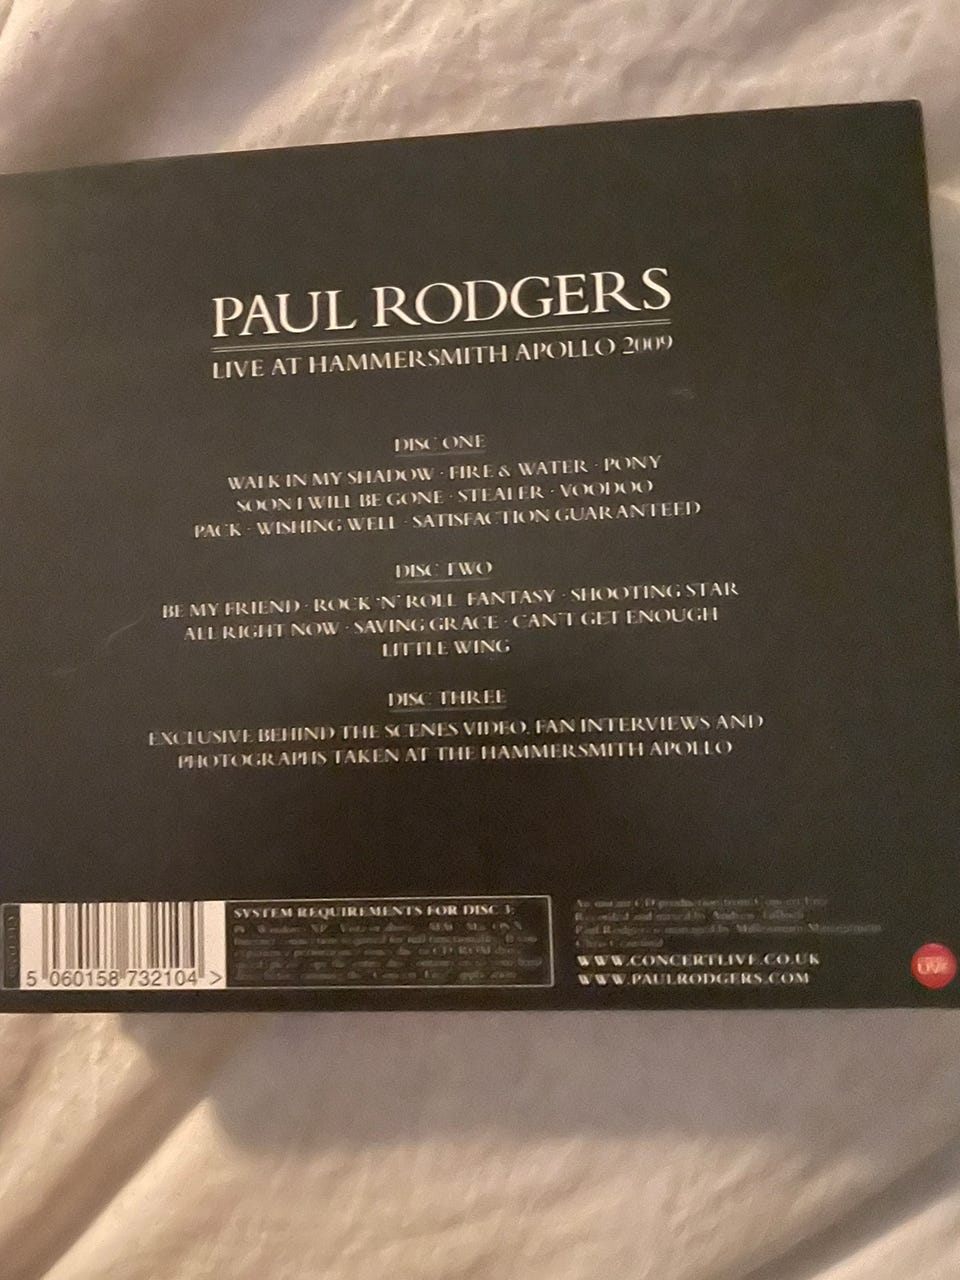 PAUL RODGERS
LIVE AT HAMMERSMITH APOLLO 2009
DISC ONE
WALK IN MY SHADOW · FIRE & WATER · PONY
SOON I WILL BE GONE · STEALER · VOODOO
PACK · WISHING WELL · SATISFACTION GUARANTEED
DISC TWO
BE MY FRIEND · ROCK 'N' ROLL FANTASY · SHOOTING STAR
ALL RIGHT NOW · SAVING GRACE · CAN'T GET ENOUGH
LITTLE WING
DISC THREE
EXCLUSIVE BEHIND THE SCENES VIDEO, FAN INTERVIEWS AND
PHOTOGRAPHS TAKEN AT THE HAMMERSMITH APOLLO
5 060158 732104 >
SYSTEM REQUIREMENTS FOR DISC 3:
WWW.CONCERTLIVE.CO.UK
WWW.PAULRODGERS.COM
LIVE